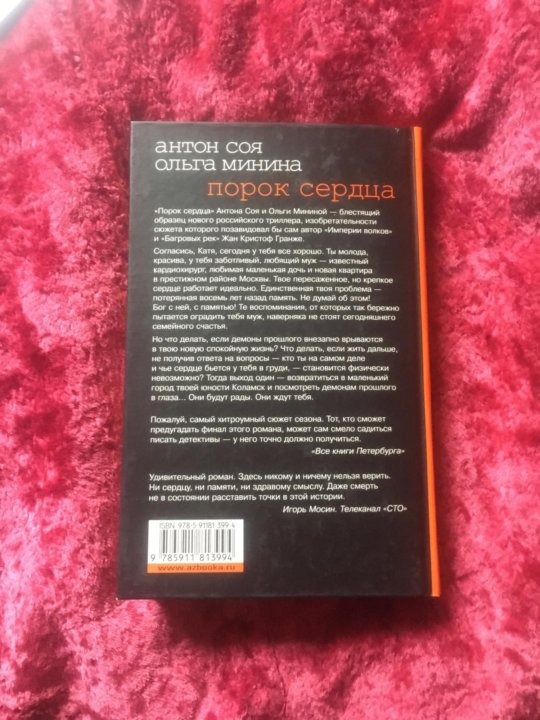 антон соя
ольга минина
порок сердца
«Порок сердца» Антона Соя и Ольги Мининой — блестящий
образец нового российского триллера, изобретательности
сюжета которого позавидовал бы сам автор «Империи волков»
и «Багровых рек» Жан Кристоф Гранже.
Согласись, Катя, сегодня у тебя все хорошо. Ты молода,
красива, у тебя заботливый, любящий муж — известный
кардиохирург, любимая маленькая дочь и новая квартира
в престижном районе Москвы. Твое пересаженное, но крепкое
сердце работает идеально. Единственная твоя проблема —
потерянная восемь лет назад память. Не думай об этом!
Бог с ней, с памятью! Те воспоминания, от которых так бережно
пытается оградить тебя муж, наверняка не стоят сегодняшнего
семейного счастья.
Но что делать, если демоны прошлого внезапно врываются
в твою новую спокойную жизнь? Что делать, если жить дальше,
не получив ответа на вопросы — кто ты на самом деле
и чье сердце бьется у тебя в груди, — становится физически
невозможно? Тогда выход один — возвратиться в маленький
город твоей юности Коламск и посмотреть демонам прошлого
в глаза... Они будут рады. Они ждут тебя.
Пожалуй, самый хитроумный сюжет сезона. Тот, кто сможет
предугадать финал этого романа, может сам смело садиться
писать детективы — у него точно должно получиться.
«Все книги Петербурга»
Удивительный роман. Здесь никому и ничему нельзя верить.
Ни сердцу, ни памяти, ни здравому смыслу. Даже смерть
не в состоянии расставить точки в этой истории.
Игорь Мосин. Телеканал «СТО»
ISBN 978-5-91181-399-4
9 785911 813994
www.azbooka.ru